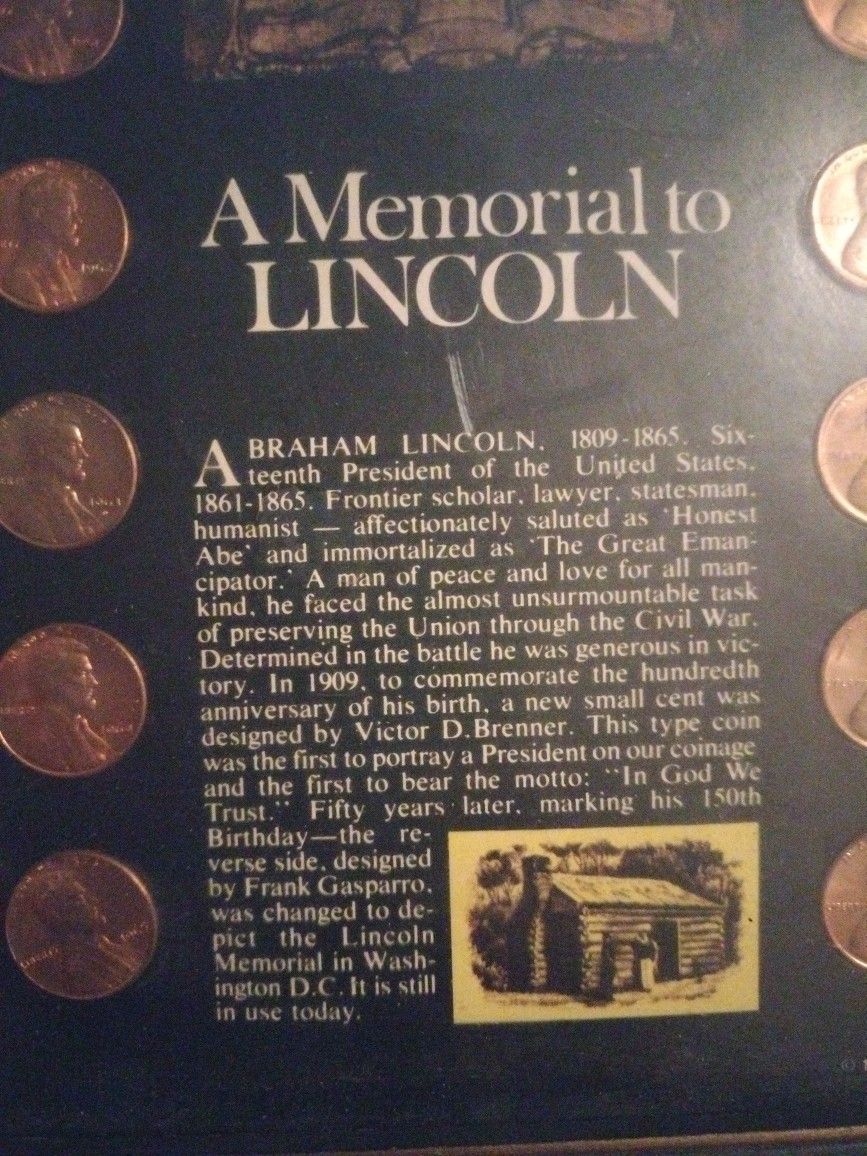 A Memorial to
LINCOLN
ABRAHAM LINCOLN, 1809-1865. Six-
teenth President of the United States,
1861-1865. Frontier scholar, lawyer, statesman,
humanist — affectionately saluted as 'Honest
Abe' and immortalized as 'The Great Eman-
cipator.' A man of peace and love for all man-
kind, he faced the almost unsurmountable task
of preserving the Union through the Civil War.
Determined in the battle he was generous in vic-
tory. In 1909, to commemorate the hundredth
anniversary of his birth, a new small cent was
designed by Victor D.Brenner. This type coin
was the first to portray a President on our coinage
and the first to bear the motto: "In God We
Trust." Fifty years later, marking his 150th
Birthday—the re-
verse side, designed
by Frank Gasparro,
was changed to de-
pict the Lincoln
Memorial in Wash-
ington D.C. It is still
in use today.